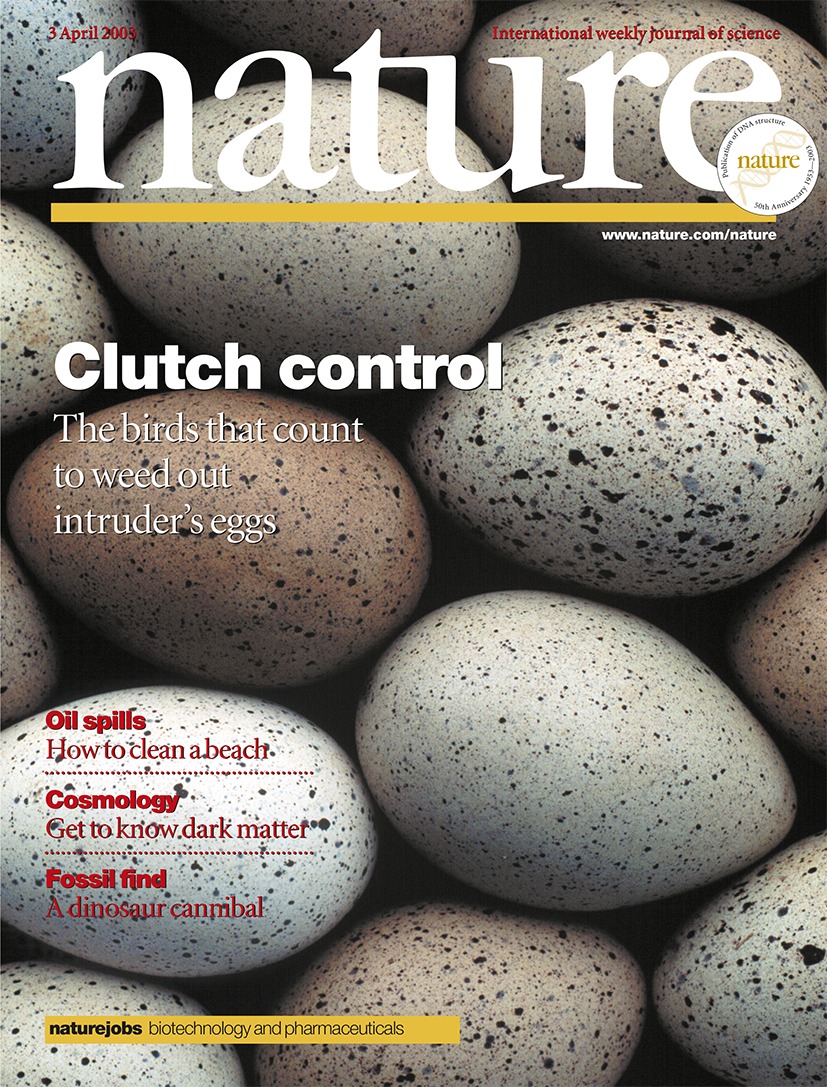 3 April 2003
International weekly journal of science
nature
Publication of DNA structure
nature
50th Anniversary 1953—2003
www.nature.com/nature
Clutch control
The birds that count
to weed out
intruder's eggs
Oil spills
How to clean a beach
Cosmology
Get to know dark matter
Fossil find
A dinosaur cannibal
naturejobs biotechnology and pharmaceuticals